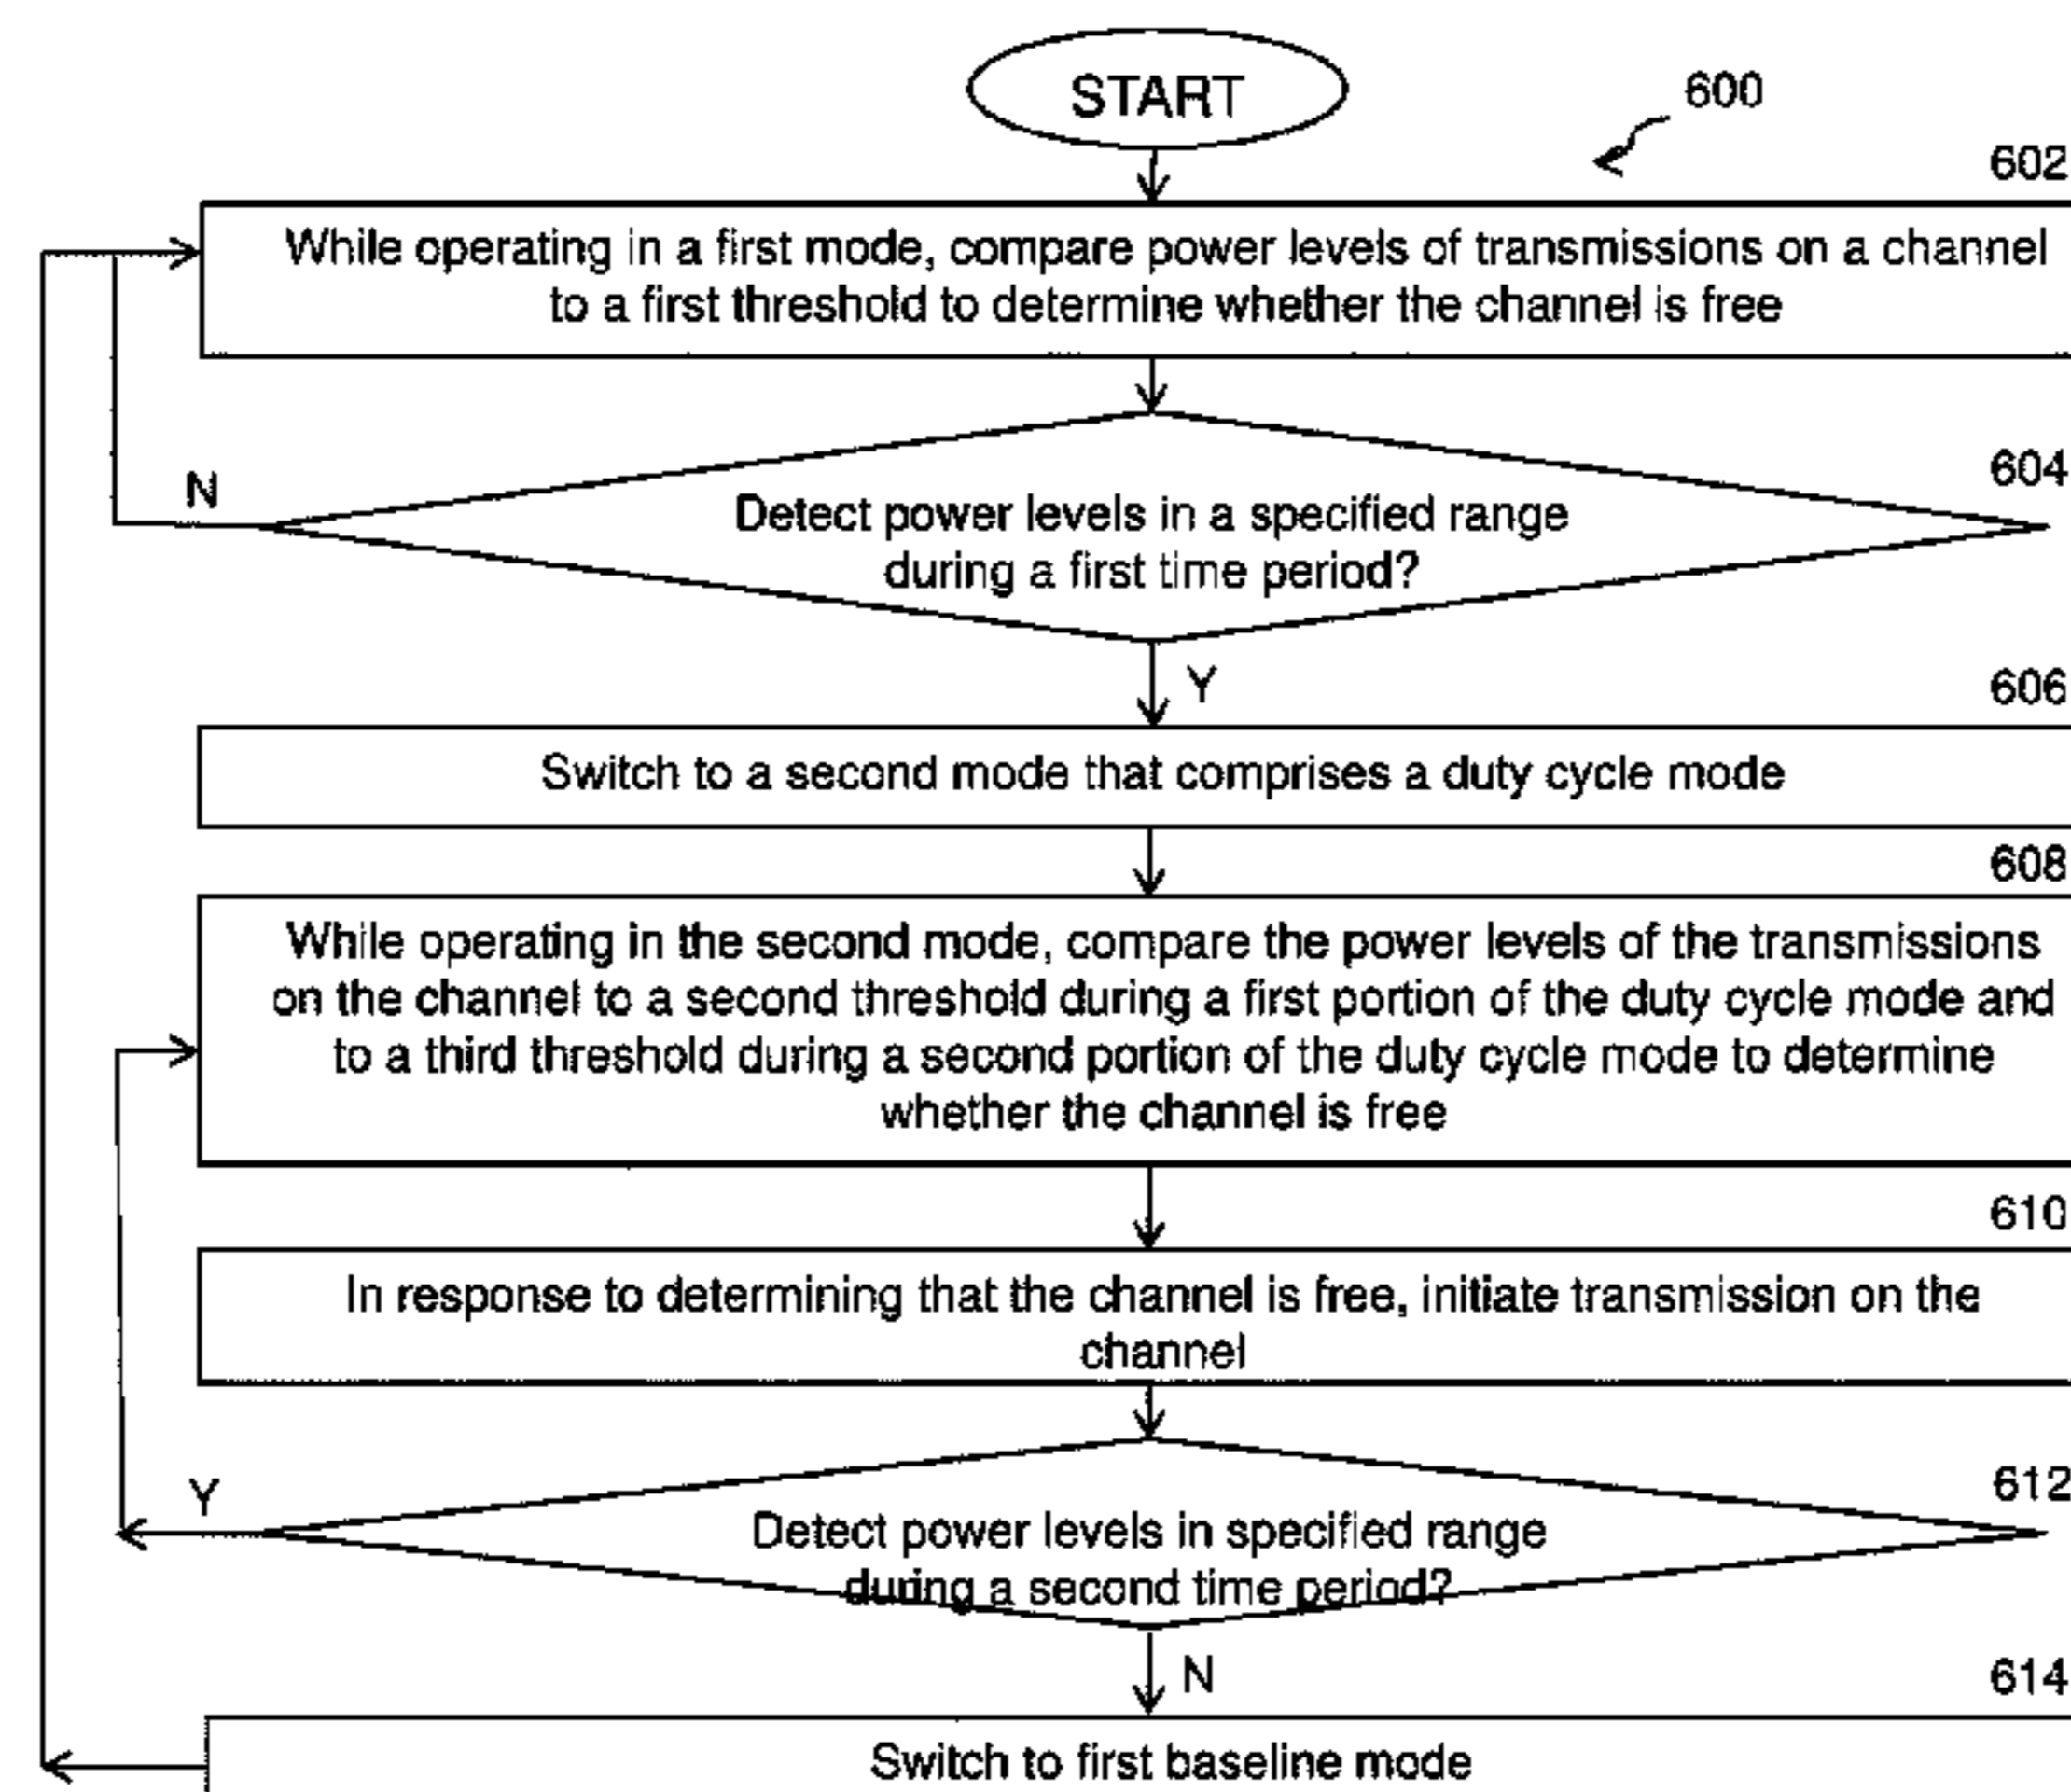 START
600
602
While operating in a first mode, compare power levels of transmissions on a channel
to a first threshold to determine whether the channel is free
604
N
Detect power levels in a specified range
during a first time period?
Y
606
Switch to a second mode that comprises a duty cycle mode
608
While operating in the second mode, compare the power levels of the transmissions
on the channel to a second threshold during a first portion of the duty cycle mode and
to a third threshold during a second portion of the duty cycle mode to determine
whether the channel is free
610
In response to determining that the channel is free, initiate transmission on the
channel
612
Y
Detect power levels in specified range
during a second time period?
N
614
Switch to first baseline mode